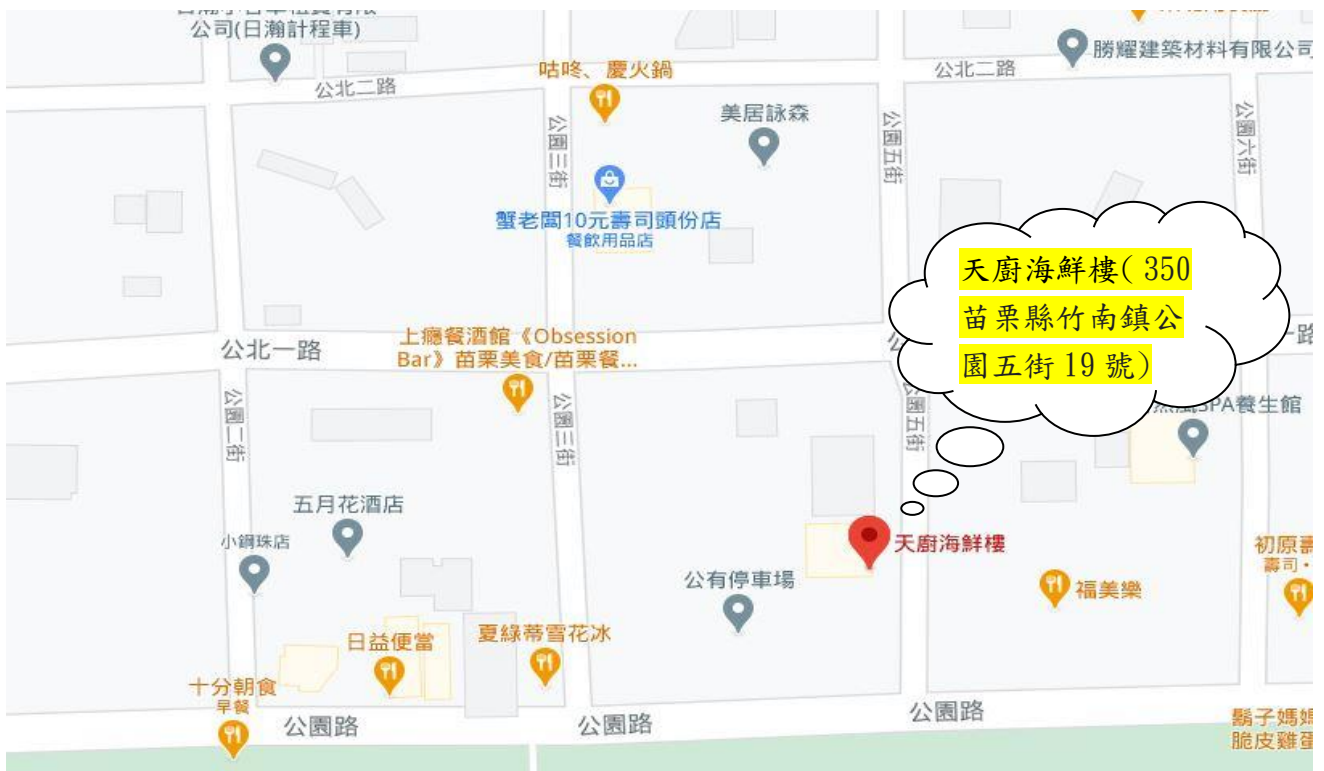 公司(日瀚計程車)
勝耀建築材料有限公司
咕咚、慶火鍋
公北二路
公北二路
美居詠森
公園三街
公園五街
公園六街
蟹老闆10元壽司頭份店
餐飲用品店
天廚海鮮樓(350
苗栗縣竹南鎮公
園五街19號)
公北一路
上癮餐酒館《Obsession
Bar》苗栗美食/苗栗餐...
路
公園二街
公園三街
公園五街
SPA養生館
五月花酒店
小鋼珠店
天廚海鮮樓
初原壽
壽司・
公有停車場
福美樂
日益便當
夏綠蒂雪花冰
十分朝食
早餐
公園路
公園路
公園路
鬍子媽媽
脆皮雞蛋